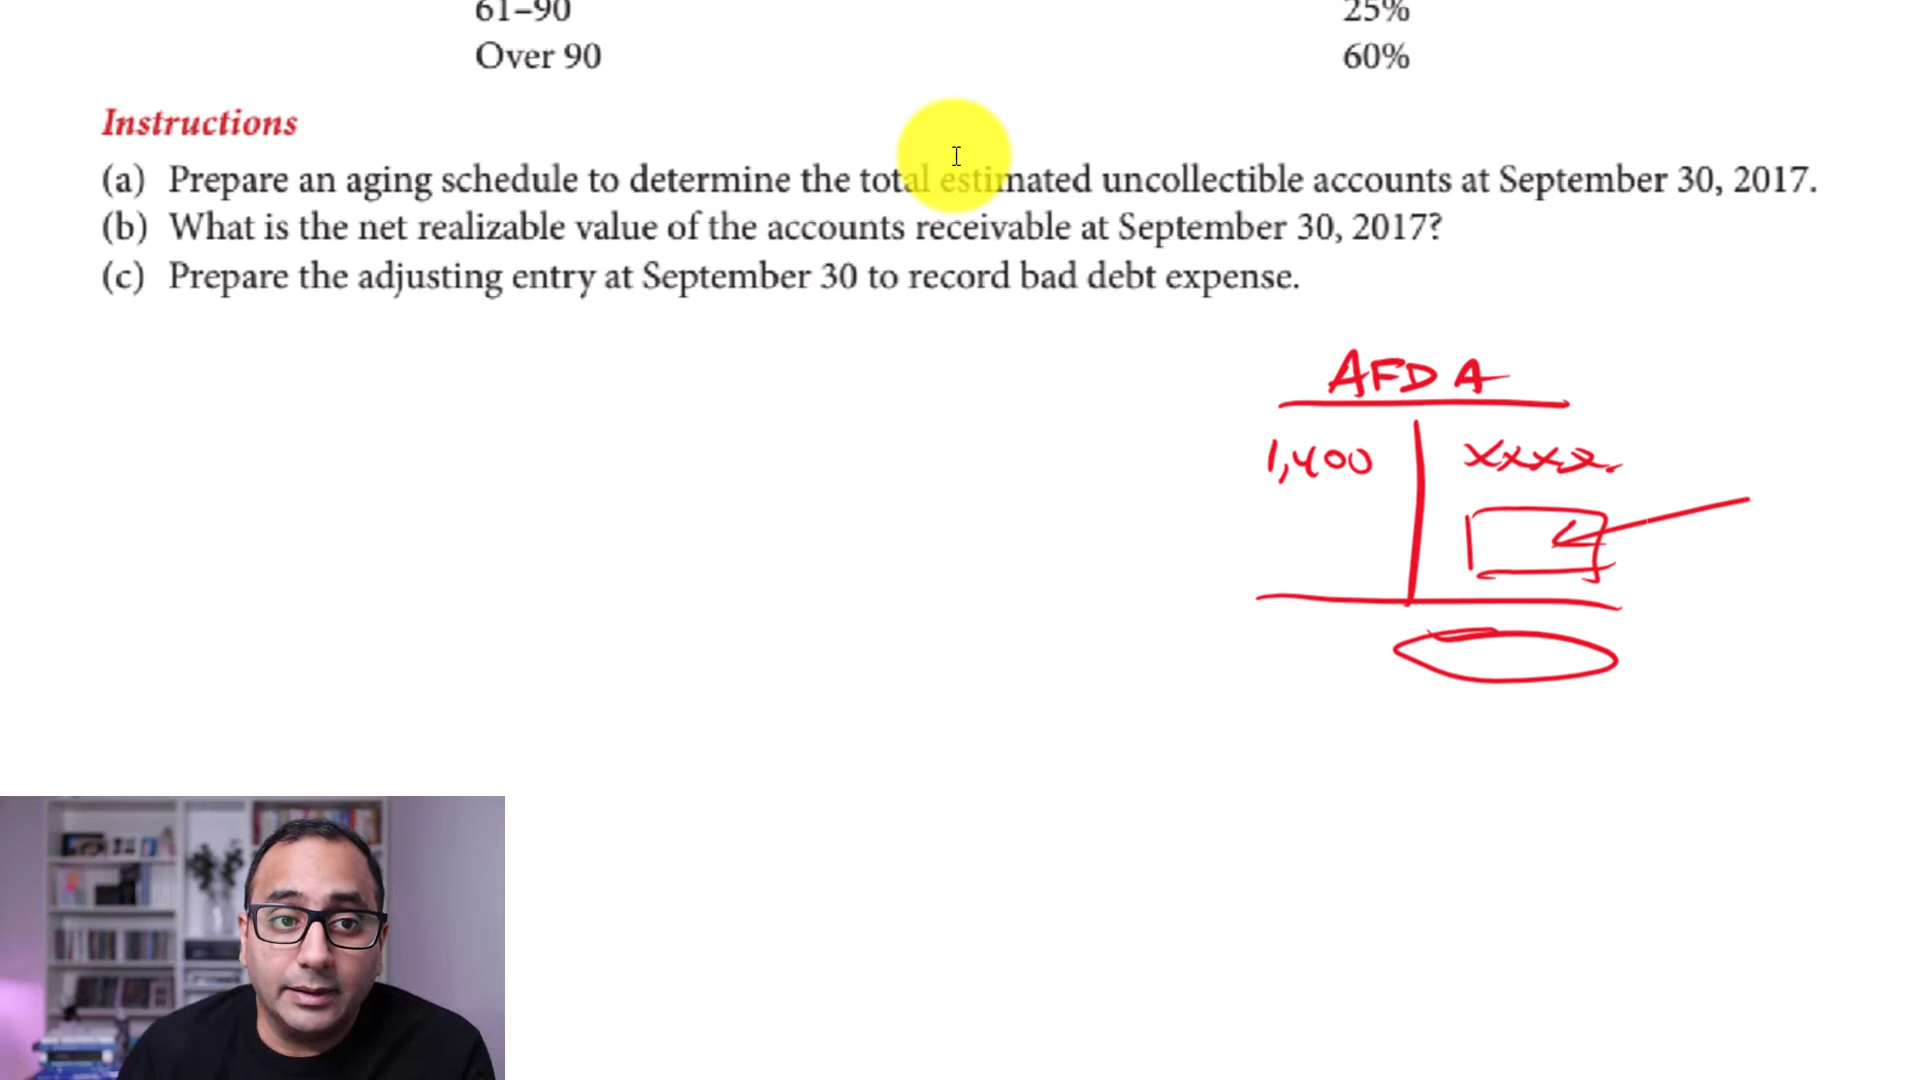 61–90 25%
Over 90 60%
Instructions
(a) Prepare an aging schedule to determine the total estimated uncollectible accounts at September 30, 2017.
(b) What is the net realizable value of the accounts receivable at September 30, 2017?
(c) Prepare the adjusting entry at September 30 to record bad debt expense.
AFDA
1,400 xxxx